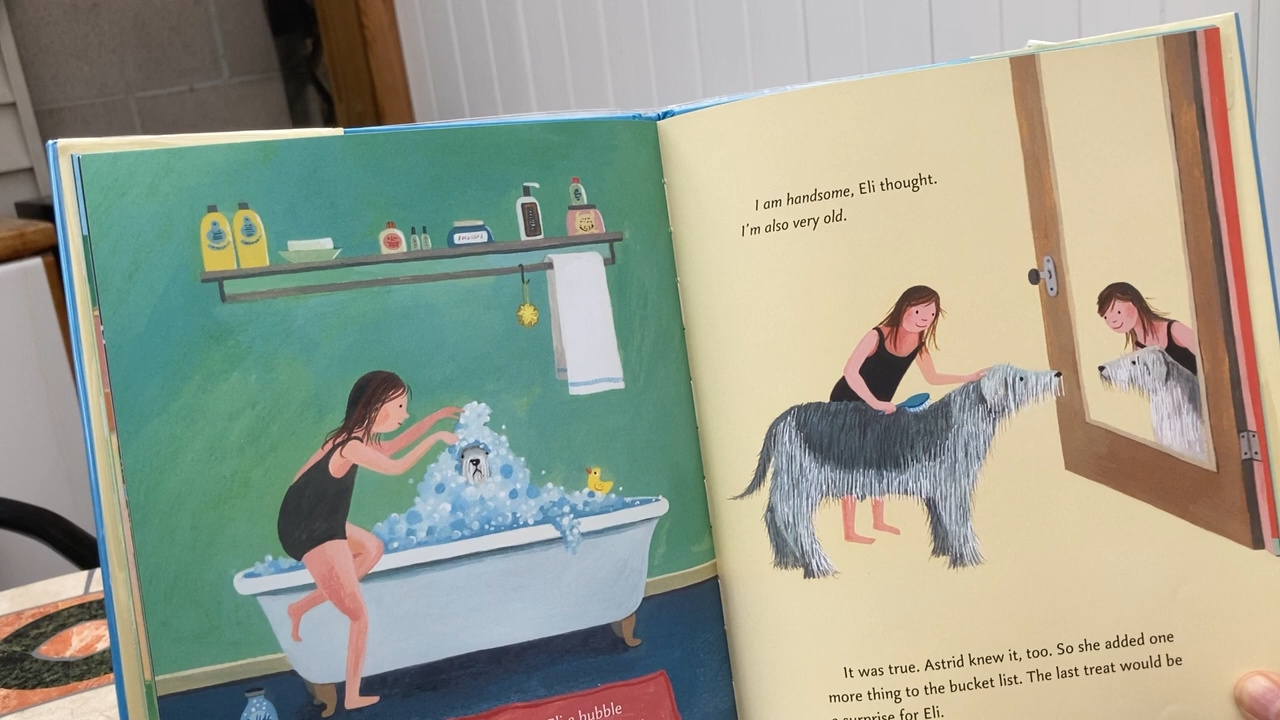 Eli a bubble
I am handsome, Eli thought.
I'm also very old.
It was true. Astrid knew it, too. So she added one
more thing to the bucket list. The last treat would be
surprise for Eli.